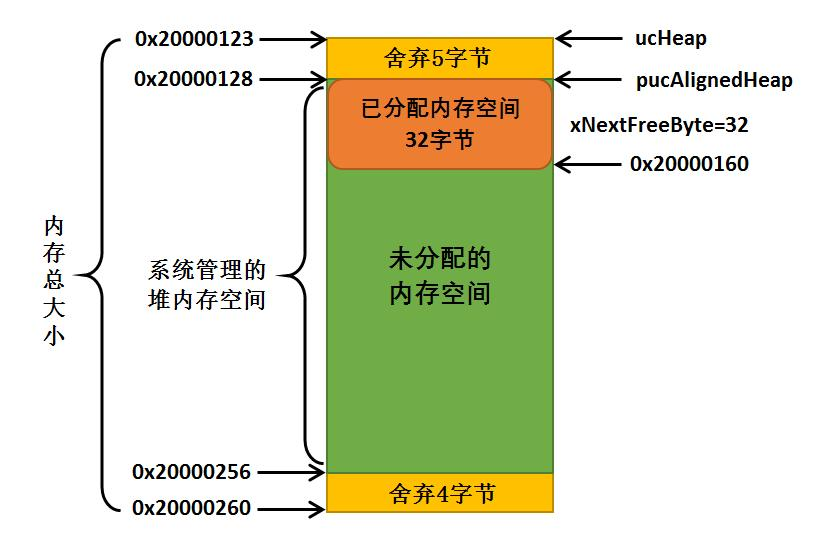 0x20000123
舍弃5字节
ucHeap
0x20000128
pucAlignedHeap
已分配内存空间
32字节
xNextFreeByte=32
0x20000160
内存总大小
系统管理的
堆内存空间
未分配的
内存空间
0x20000256
舍弃4字节
0x20000260